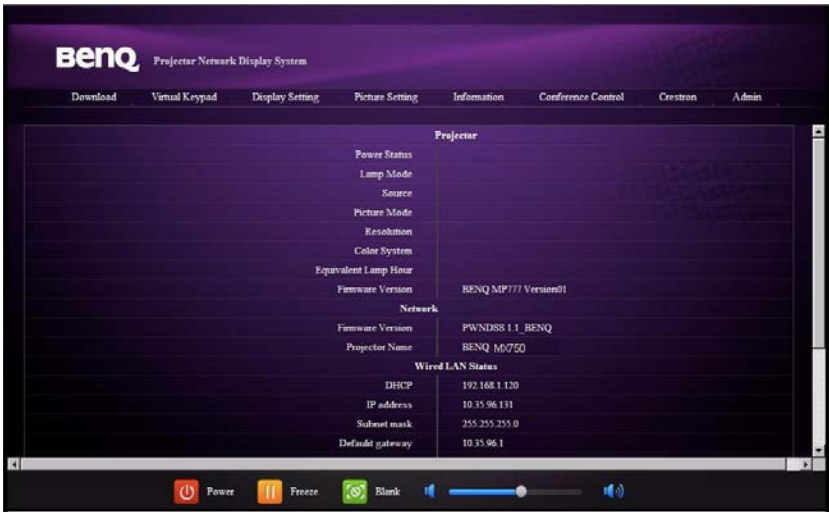 BenQ Projector Network Display System
Download Virtual Keypad Display Setting Picture Setting Information Conference Control Crestron Admin
Projector
Power Status
Lamp Mode
Source
Picture Mode
Resolution
Color System
Equivalent Lamp Hour
Firmware Version BENQ MP777 Version01
Network
Firmware Version PWNDSS 1.1_BENQ
Projector Name BENQ MX750
Wired LAN Status
DHCP 192.168.1.120
IP address 10.35.96.131
Subnet mask 255.255.255.0
Default gateway 10.35.96.1
Power Freeze Blank